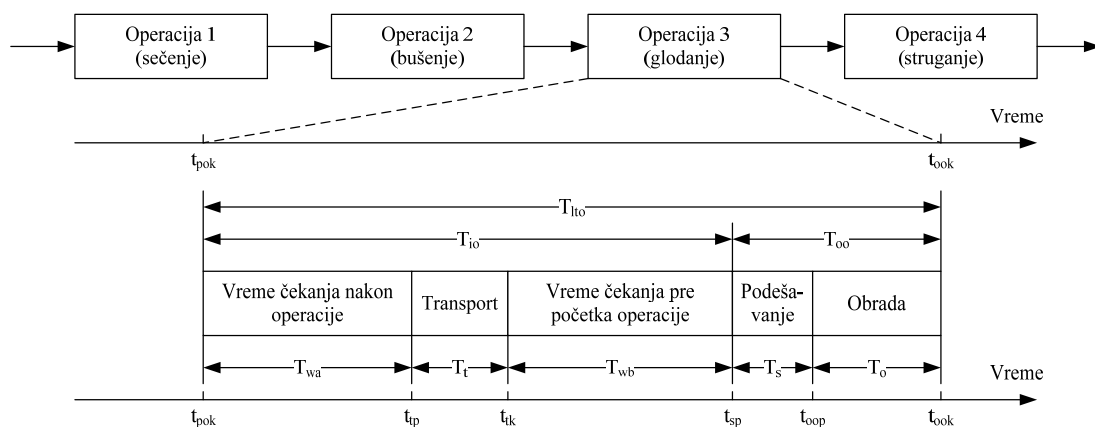 Operacija 1
(sečenje)
Operacija 2
(bušenje)
Operacija 3
(glodanje)
Operacija 4
(struganje)
Vreme
tpok
took
Tlto
Tio
Too
Vreme čekanja nakon
operacije
Transport
Vreme čekanja pre
početka operacije
Podeša-
vanje
Obrada
Twa
Tt
Twb
Ts
To
Vreme
tpok
ttp
ttk
tsp
toop
took